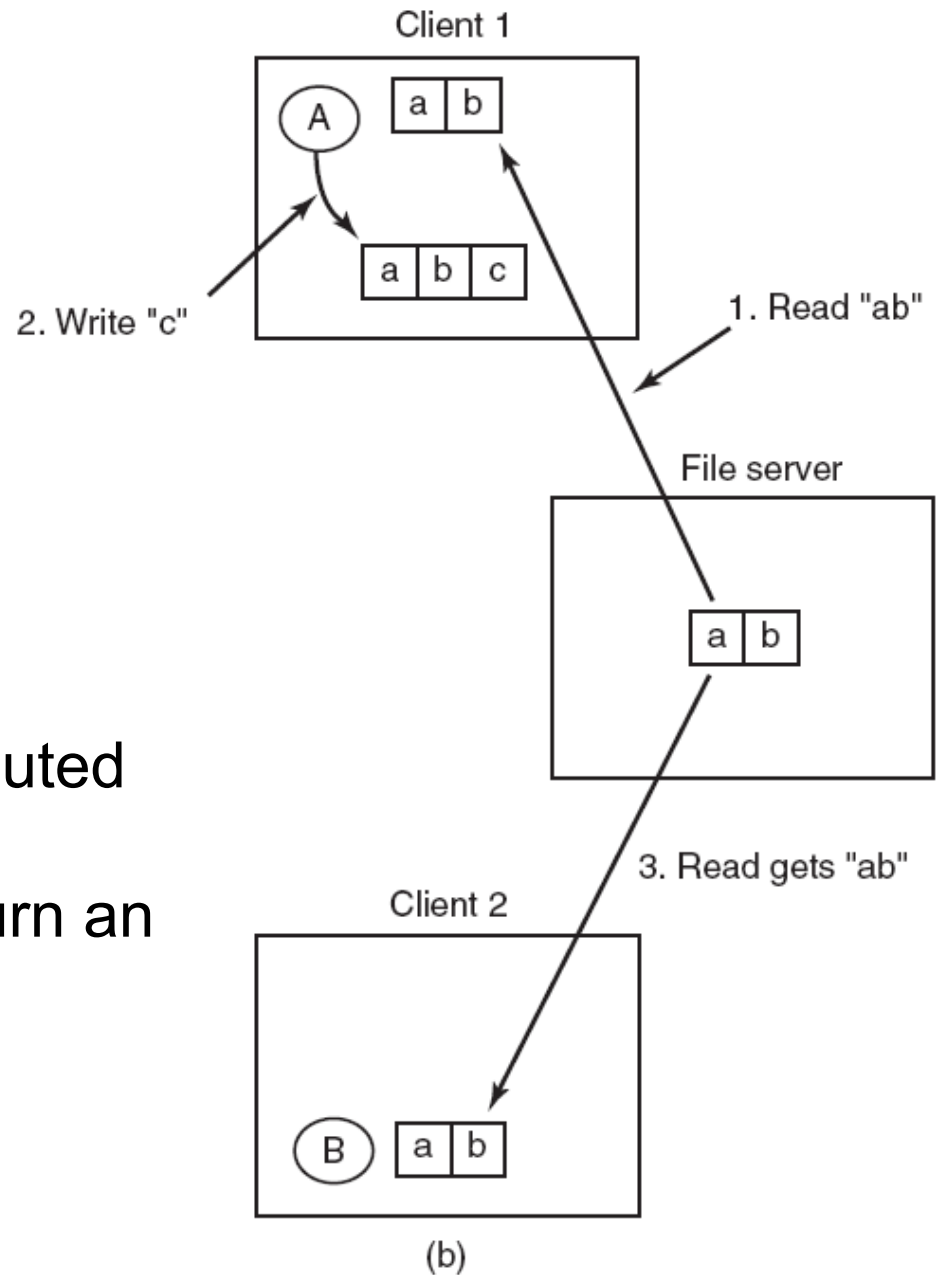 Client 1
A
a b
a b c
2. Write "c"
1. Read "ab"
File server
a b
3. Read gets "ab"
Client 2
B
a b
(b)